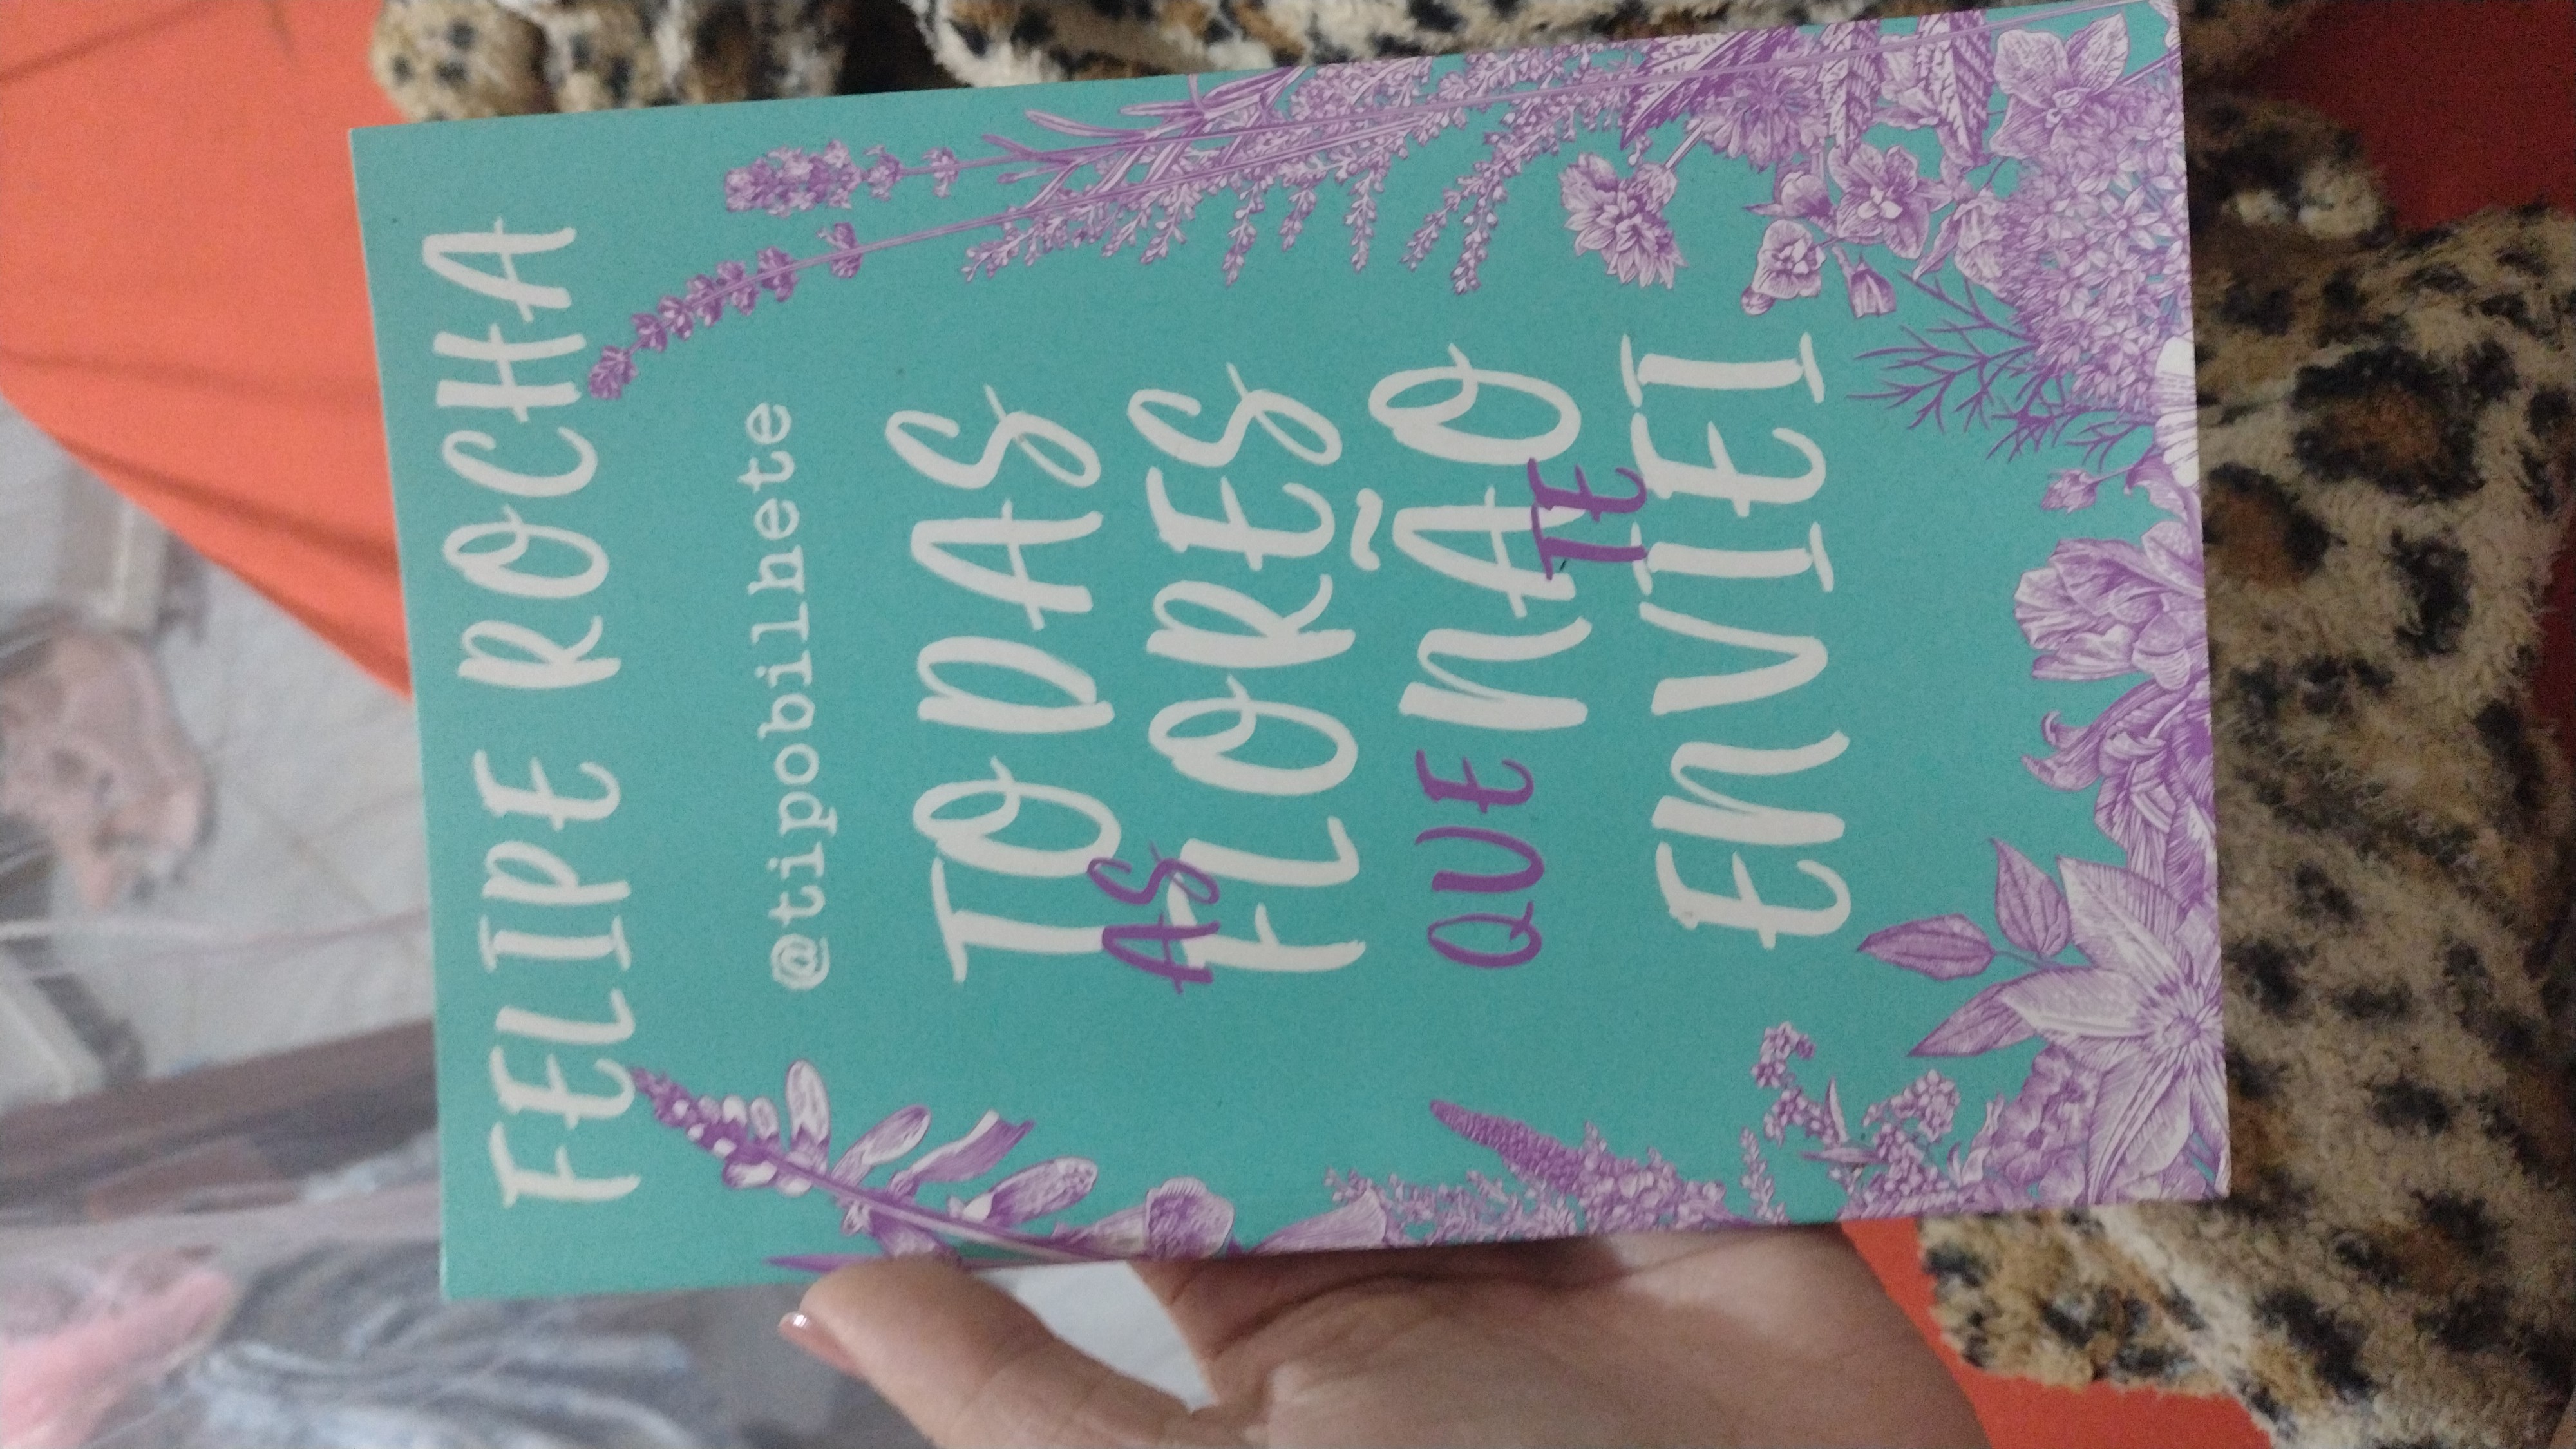 FELIPE ROCHA
@tipobilhete
TODAS
AS
FLORES
QUE NÃO
TE
ENVIEI